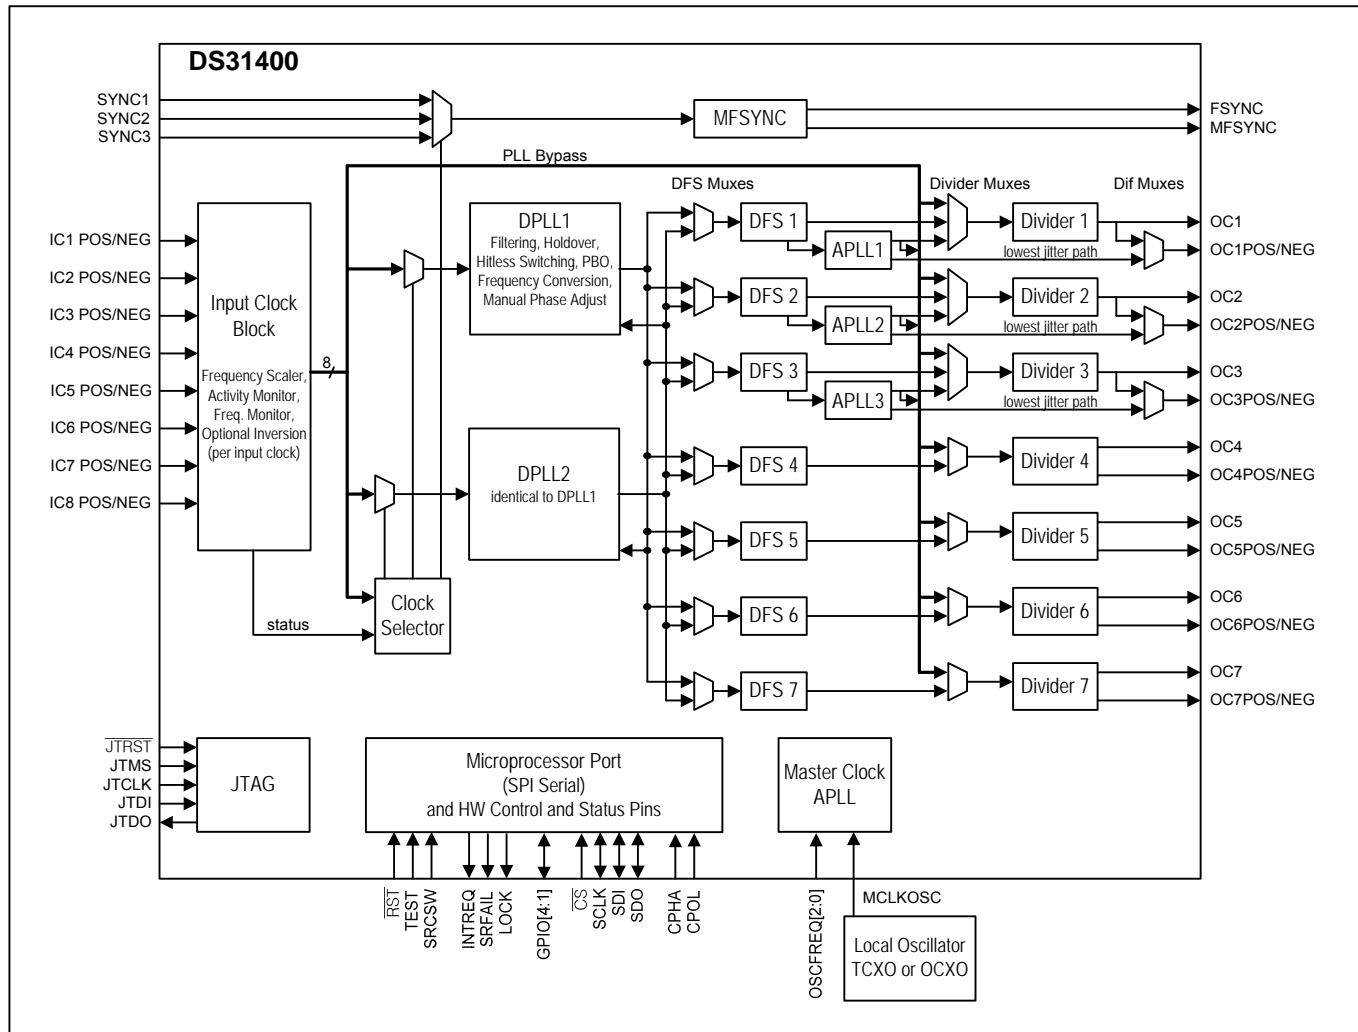 DS31400
SYNC1
SYNC2
SYNC3
MFSYNC
FSYNC
MFSYNC
PLL Bypass
DFS Muxes
Divider Muxes
Dif Muxes
IC1 POS/NEG
IC2 POS/NEG
IC3 POS/NEG
IC4 POS/NEG
IC5 POS/NEG
IC6 POS/NEG
IC7 POS/NEG
IC8 POS/NEG
Input Clock
Block
Frequency Scaler,
Activity Monitor,
Freq. Monitor,
Optional Inversion
(per input clock)
8
status
Clock
Selector
DPLL1
Filtering, Holdover,
Hitless Switching, PBO,
Frequency Conversion,
Manual Phase Adjust
DPLL2
identical to DPLL1
DFS 1
APLL1
lowest jitter path
Divider 1
OC1
OC1POS/NEG
DFS 2
APLL2
lowest jitter path
Divider 2
OC2
OC2POS/NEG
DFS 3
APLL3
lowest jitter path
Divider 3
OC3
OC3POS/NEG
DFS 4
Divider 4
OC4
OC4POS/NEG
DFS 5
Divider 5
OC5
OC5POS/NEG
DFS 6
Divider 6
OC6
OC6POS/NEG
DFS 7
Divider 7
OC7
OC7POS/NEG
JTRST
JTMS
JTCLK
JTDI
JTDO
JTAG
Microprocessor Port
(SPI Serial)
and HW Control and Status Pins
RST
TEST
SRCSW
INTREQ
SRFAIL
LOCK
GPIO[4:1]
CS
SCLK
SDI
SDO
CPHA
CPOL
Master Clock
APLL
OSCFREQ[2:0]
MCLKOSC
Local Oscillator
TCXO or OCXO